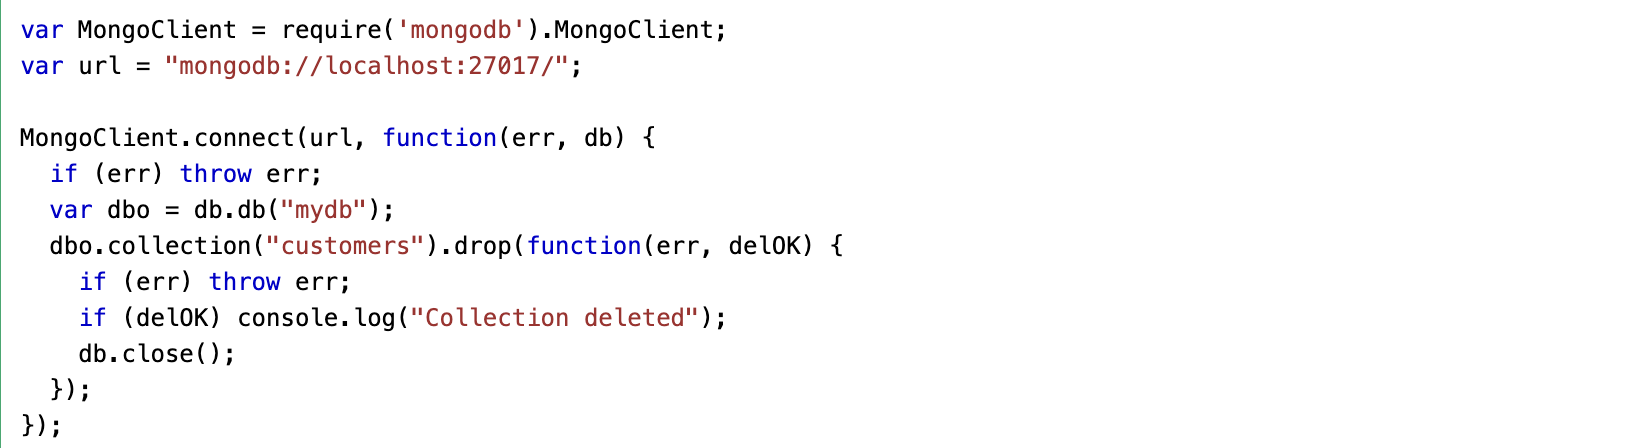 var MongoClient = require('mongodb').MongoClient;
var url = "mongodb://localhost:27017/";

MongoClient.connect(url, function(err, db) {
  if (err) throw err;
  var dbo = db.db("mydb");
  dbo.collection("customers").drop(function(err, delOK) {
    if (err) throw err;
    if (delOK) console.log("Collection deleted");
    db.close();
  });
});